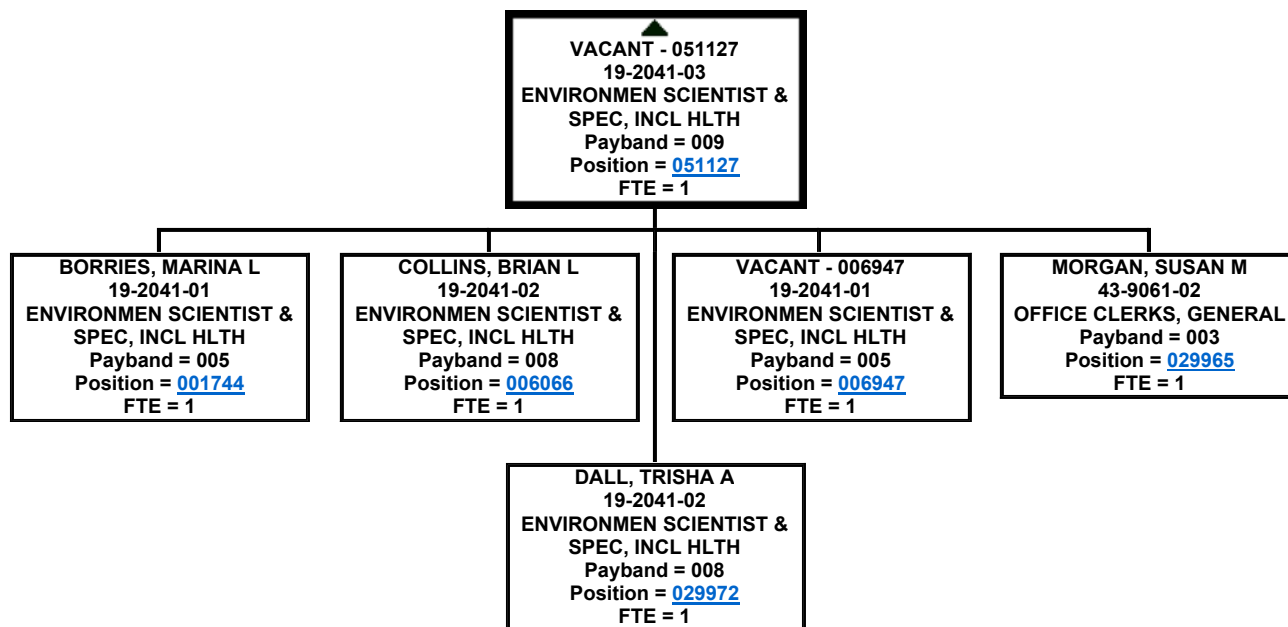 VACANT - 051127
19-2041-03
ENVIRONMEN SCIENTIST &
SPEC, INCL HLTH
Payband = 009
Position = 051127
FTE = 1
BORRIES, MARINA L
19-2041-01
ENVIRONMEN SCIENTIST &
SPEC, INCL HLTH
Payband = 005
Position = 001744
FTE = 1
COLLINS, BRIAN L
19-2041-02
ENVIRONMEN SCIENTIST &
SPEC, INCL HLTH
Payband = 008
Position = 006066
FTE = 1
VACANT - 006947
19-2041-01
ENVIRONMEN SCIENTIST &
SPEC, INCL HLTH
Payband = 005
Position = 006947
FTE = 1
MORGAN, SUSAN M
43-9061-02
OFFICE CLERKS, GENERAL
Payband = 003
Position = 029965
FTE = 1
DALL, TRISHA A
19-2041-02
ENVIRONMEN SCIENTIST &
SPEC, INCL HLTH
Payband = 008
Position = 029972
FTE = 1